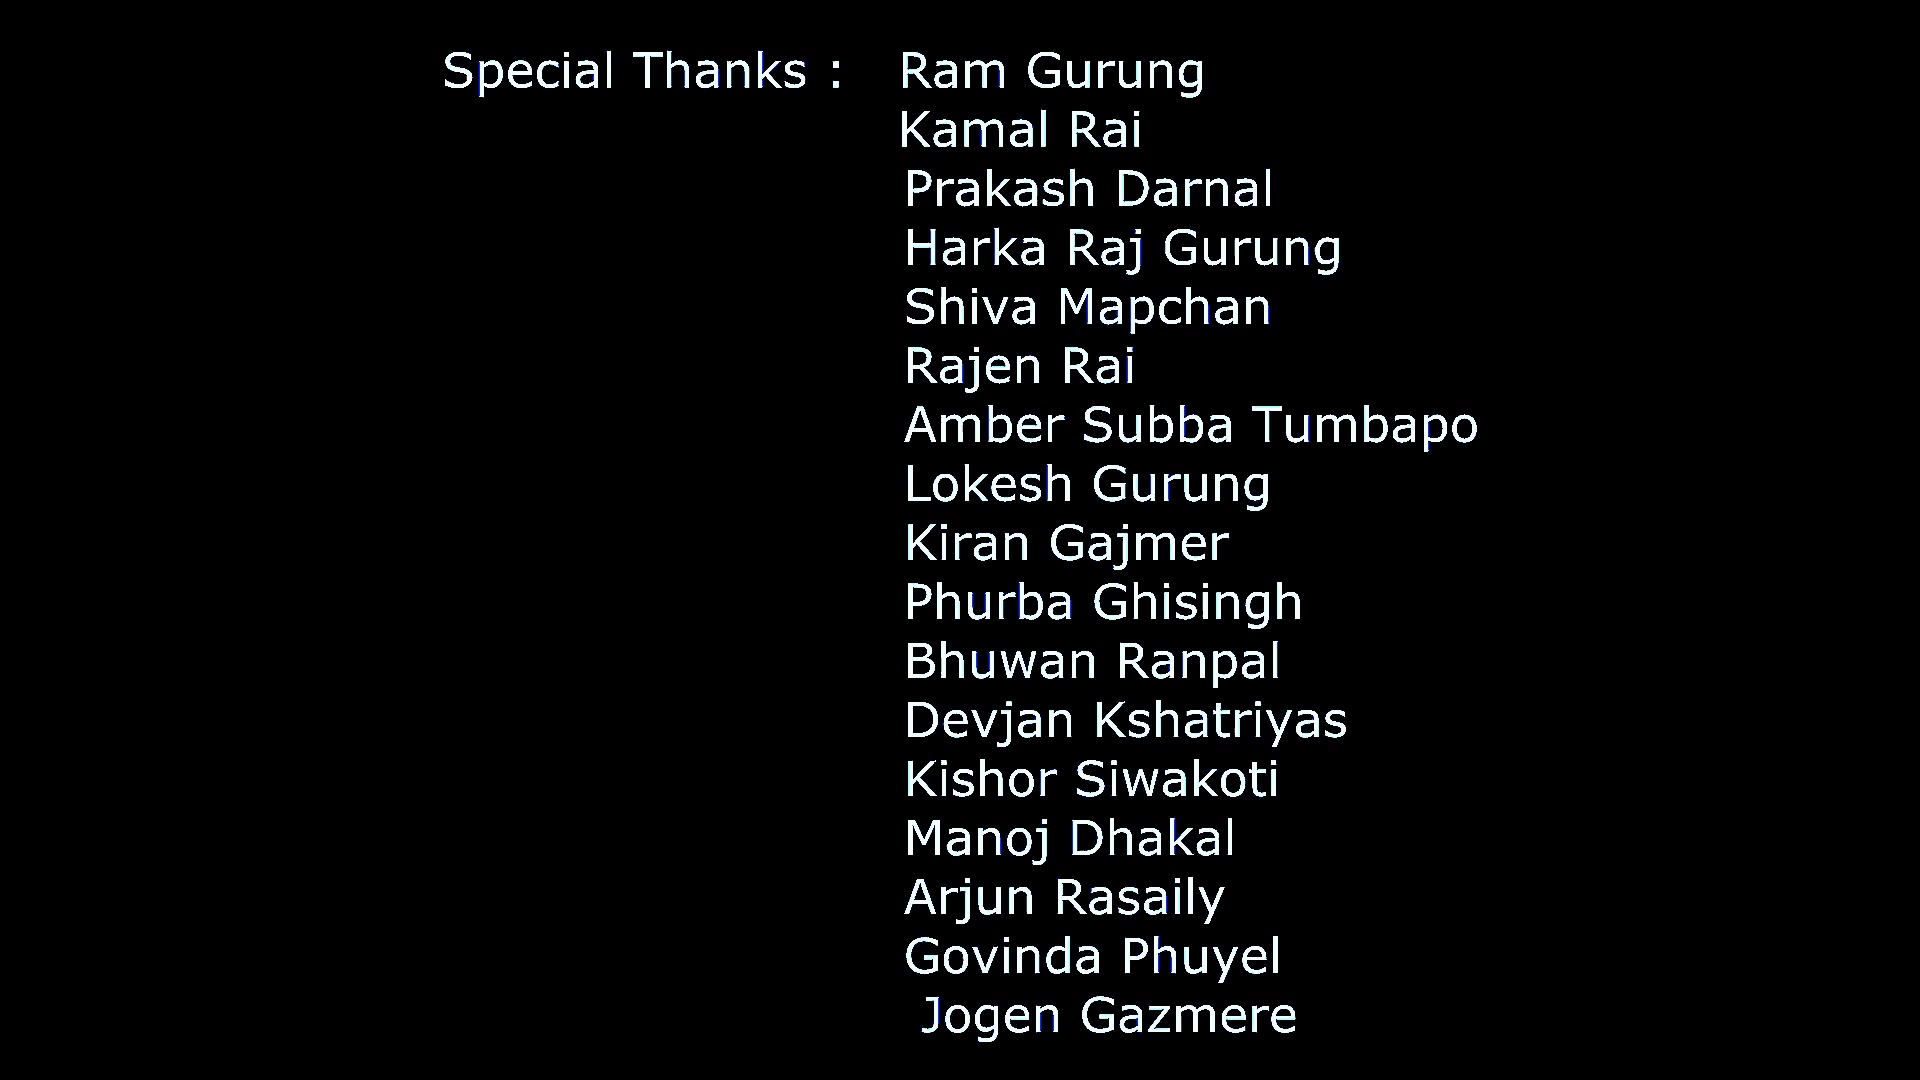 Special Thanks : Ram Gurung
Kamal Rai
Prakash Darnal
Harka Raj Gurung
Shiva Mapchan
Rajen Rai
Amber Subba Tumbapo
Lokesh Gurung
Kiran Gajmer
Phurba Ghisingh
Bhuwan Ranpal
Devjan Kshatriyas
Kishor Siwakoti
Manoj Dhakal
Arjun Rasaily
Govinda Phuyel
Jogen Gazmere